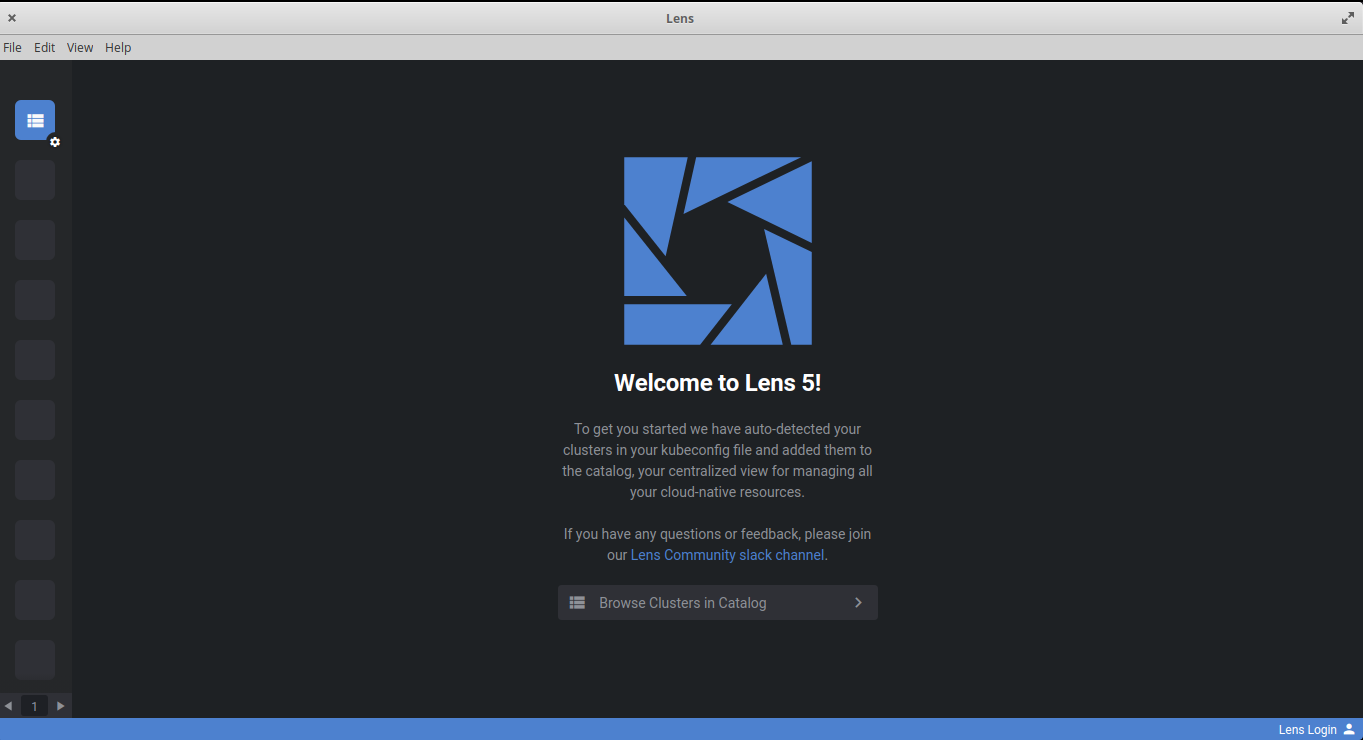 Lens
File Edit View Help
Welcome to Lens 5!
To get you started we have auto-detected your
clusters in your kubeconfig file and added them to
the catalog, your centralized view for managing all
your cloud-native resources.
If you have any questions or feedback, please join
our Lens Community slack channel.
Browse Clusters in Catalog
1
Lens Login